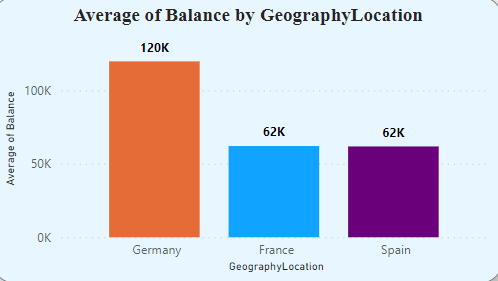 Average of Balance by GeographyLocation
120K
100K
62K
62K
50K
0K
Average of Balance
Germany
France
Spain
GeographyLocation